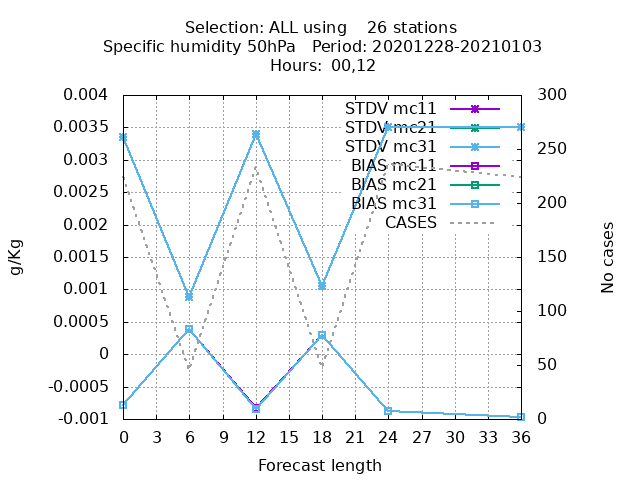 Selection: ALL using    26 stations
Specific humidity 50hPa   Period: 20201228-20210103
Hours: 00,12
0.004
0.0035
0.003
0.0025
0.002
0.0015
0.001
0.0005
0
-0.0005
-0.001
g/Kg
STDV mc11
STDV mc21
STDV mc31
BIAS mc11
BIAS mc21
BIAS mc31
CASES
300
250
200
150
100
50
0
No cases
0 3 6 9 12 15 18 21 24 27 30 33 36
Forecast length